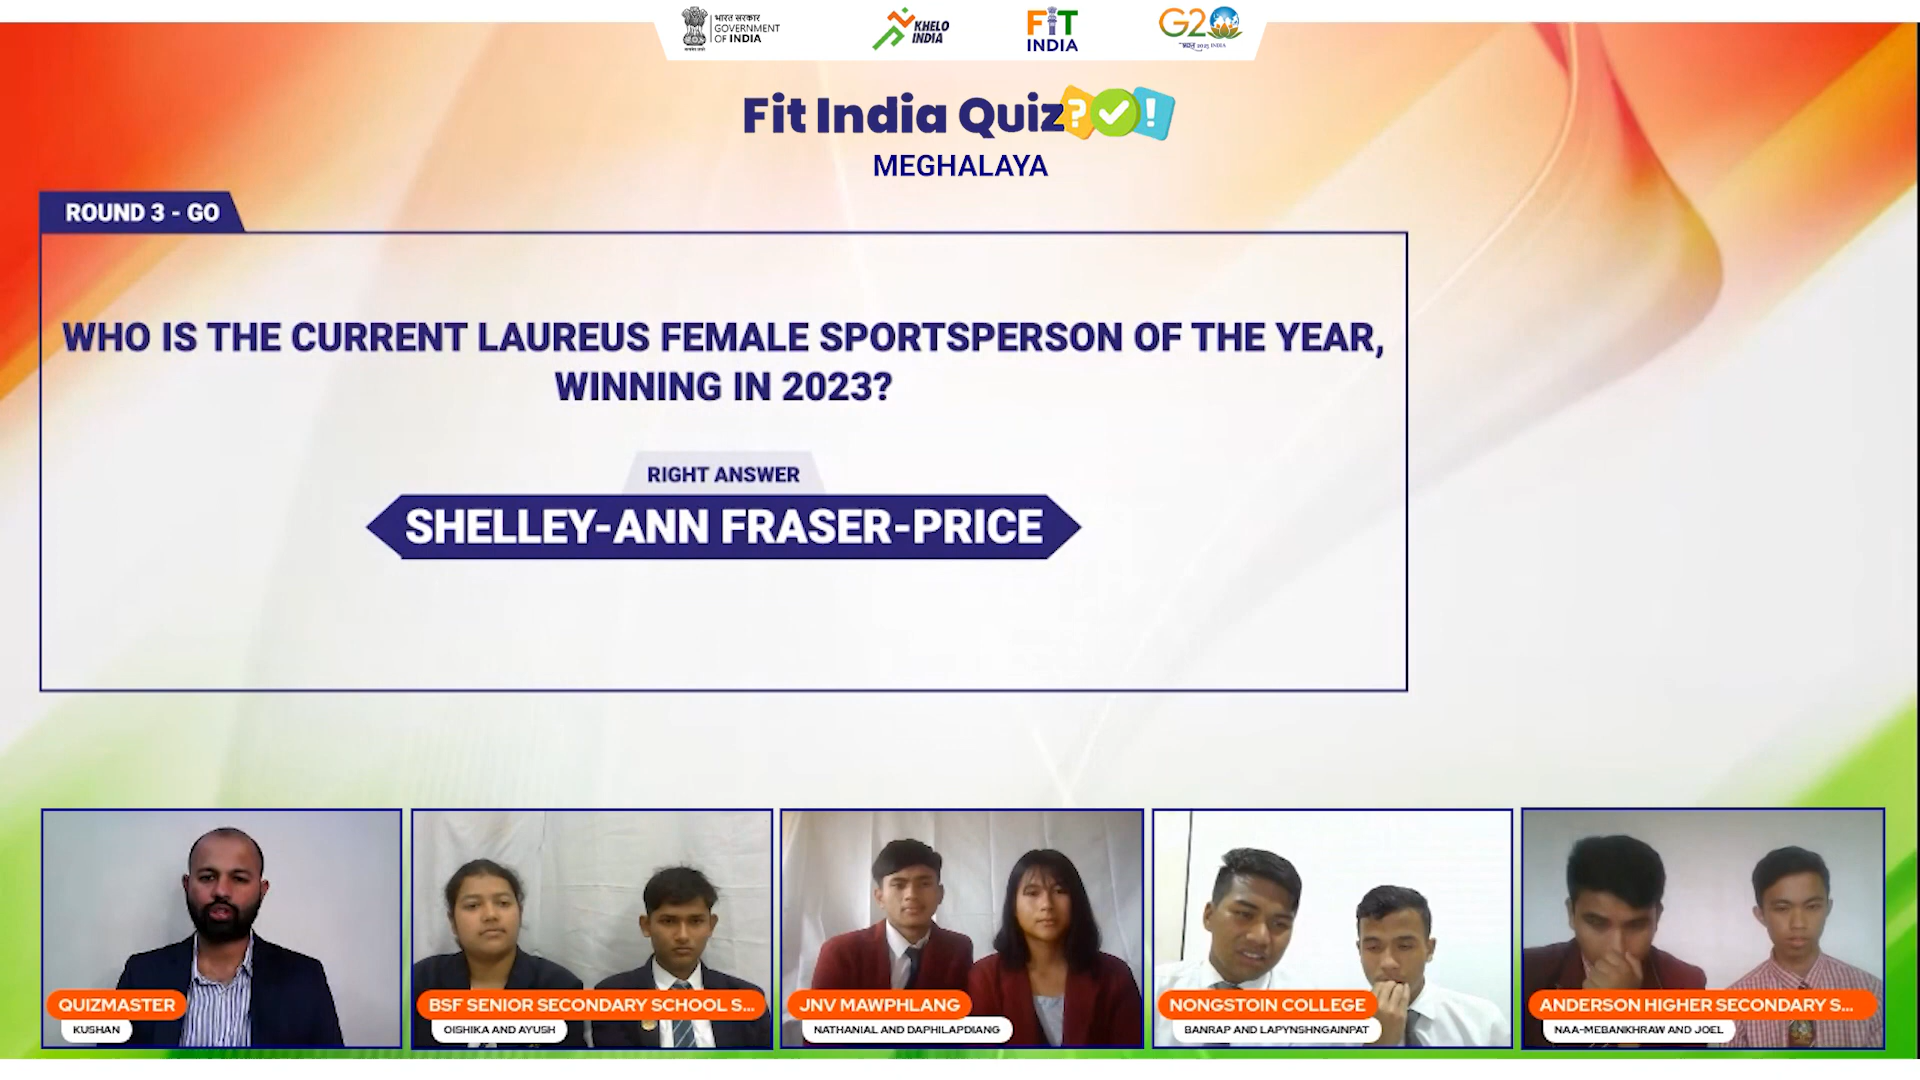 भारत सरकार
GOVERNMENT
OF INDIA
KHELO
INDIA
FIT
INDIA
G20
2023 INDIA
Fit India Quiz?!
MEGHALAYA
ROUND 3 - GO
WHO IS THE CURRENT LAUREUS FEMALE SPORTSPERSON OF THE YEAR,
WINNING IN 2023?
RIGHT ANSWER
SHELLEY-ANN FRASER-PRICE
QUIZMASTER
KUSHAN
BSF SENIOR SECONDARY SCHOOL S...
OISHIKA AND AYUSH
JNV MAWPHLANG
NATHANIAL AND DAPHILAPDIANG
NONGSTOIN COLLEGE
BANRAP AND LAPYNSHNGAINPAT
ANDERSON HIGHER SECONDARY S...
NAA-MEBANKHRAW AND JOEL